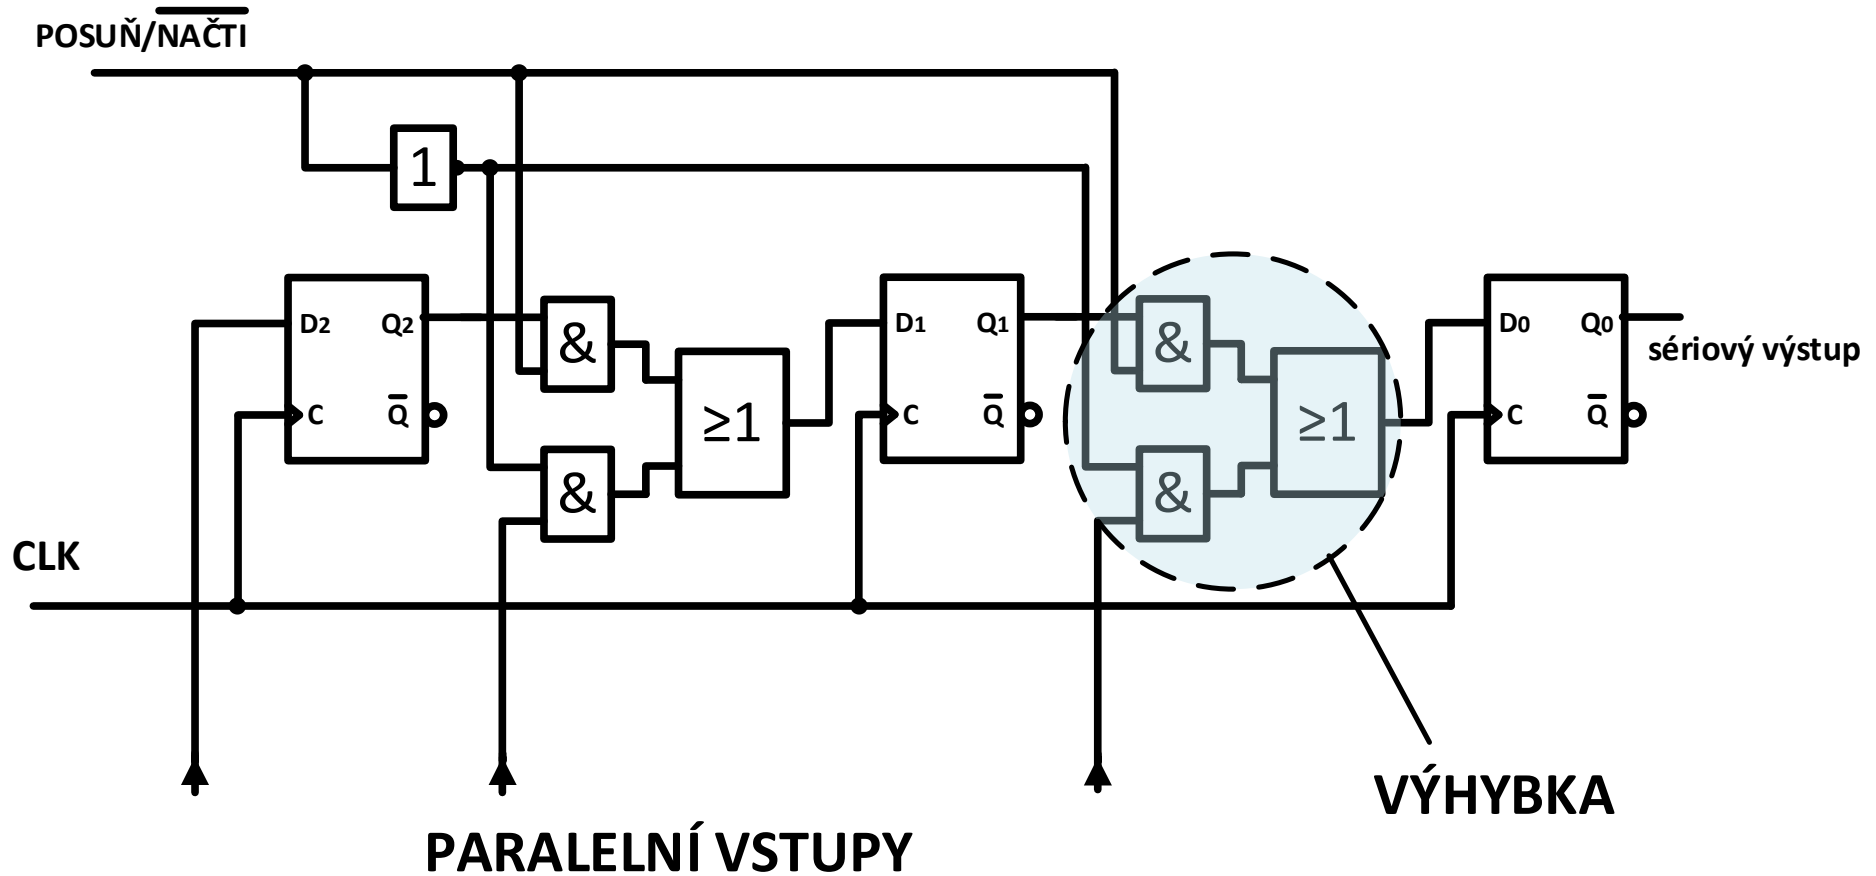 POSUŇ/NAČTI
1
D2 Q2
C Q
&
&
≥1
D1 Q1
C Q
&
&
≥1
D0 Q0
C Q
sériový výstup
CLK
VÝHYBKA
PARALELNÍ VSTUPY